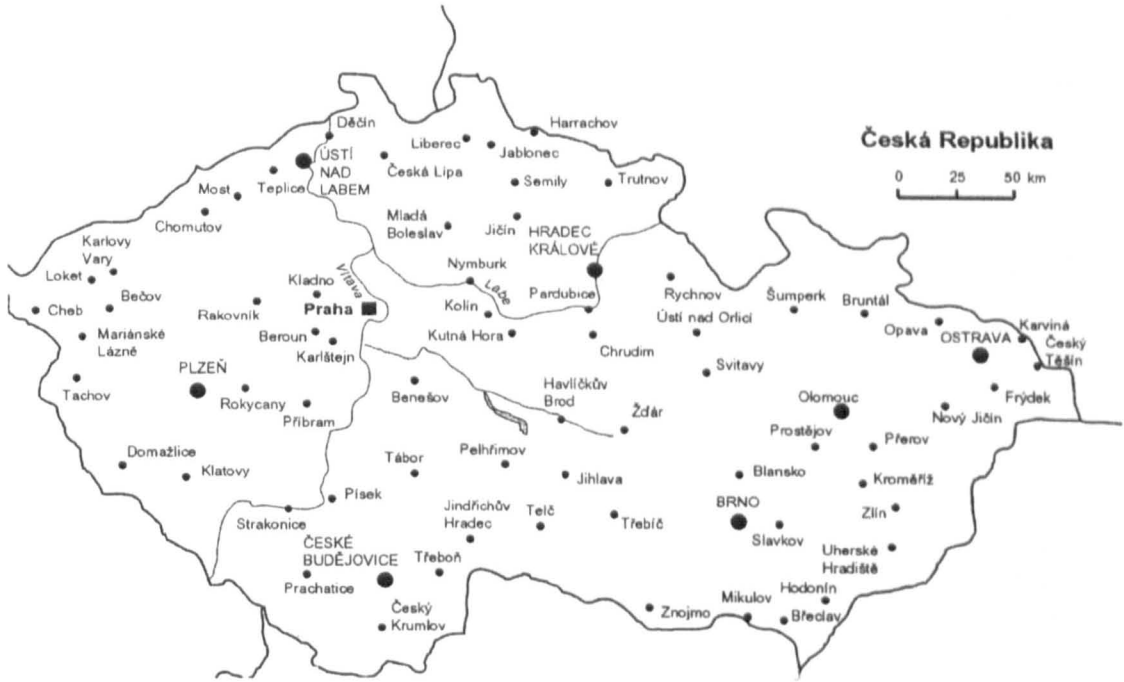 Děčín
Harrachov
Česká Republika
Liberec
Jablonec
ÚSTÍ
NAD
LABEM
Česká Lípa
Teplice
Most
Semily
Trutnov
0 25 50 km
Chomutov
Mladá
Boleslav
Jičín
HRADEC
KRÁLOVÉ
Karlovy
Vary
Loket
Nymburk
Labe
Vltava
Kladno
Pardubice
Rychnov
Šumperk
Bruntál
Cheb
Bečov
Rakovník
Praha
Kolín
Ústí nad Orlicí
Opava
Karviná
OSTRAVA
Český
Těšín
Mariánské
Lázně
Beroun
Karlštejn
Kutná Hora
Chrudim
Svitavy
PLZEŇ
Tachov
Rokycany
Příbram
Benešov
Havlíčkův
Brod
Žďár
Olomouc
Frýdek
Nový Jičín
Prostějov
Přerov
Domažlice
Klatovy
Tábor
Pelhřimov
Jihlava
Blansko
Kroměříž
Písek
Strakonice
Jindřichův
Hradec
Telč
Třebíč
BRNO
Slavkov
Zlín
Uherské
Hradiště
ČESKÉ
BUDĚJOVICE
Třeboň
Prachatice
Český
Krumlov
Znojmo
Mikulov
Hodonín
Břeclav